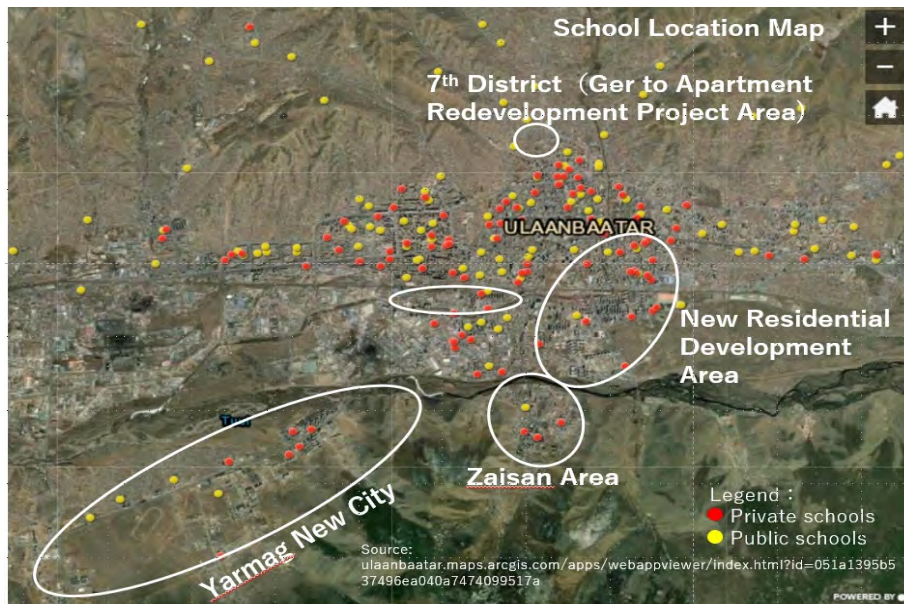 School Location Map
+
−
7th District（Ger to Apartment
Redevelopment Project Area）
ULAANBAATAR
New Residential
Development
Area
Zaisan Area
Yarmag New City
Legend：
Private schools
Public schools
Source:
ulaanbaatar.maps.arcgis.com/apps/webappviewer/index.html?id=051a1395b5
37496ea040a7474099517a
POWERED BY